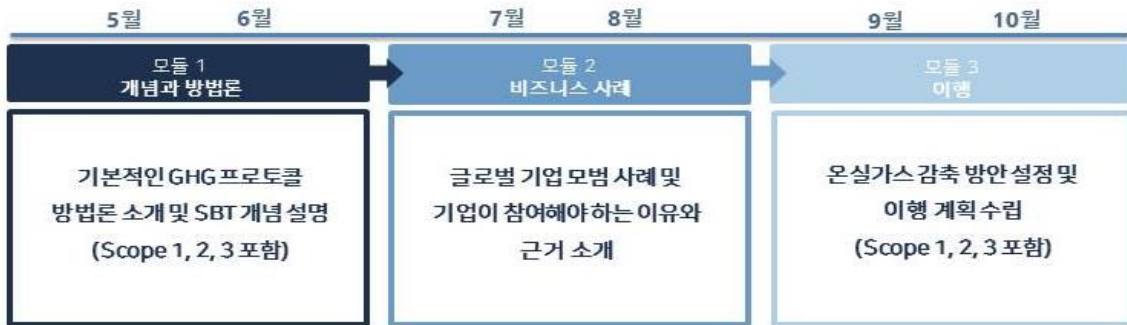 5월 6월 7월 8월 9월 10월
모듈 1
개념과 방법론
모듈 2
비즈니스 사례
모듈 3
이행
기본적인 GHG 프로토콜
방법론 소개 및 SBT 개념 설명
(Scope 1, 2, 3 포함)
글로벌 기업 모범 사례 및
기업이 참여해야 하는 이유와
근거 소개
온실가스 감축 방안 설정 및
이행 계획 수립
(Scope 1, 2, 3 포함)